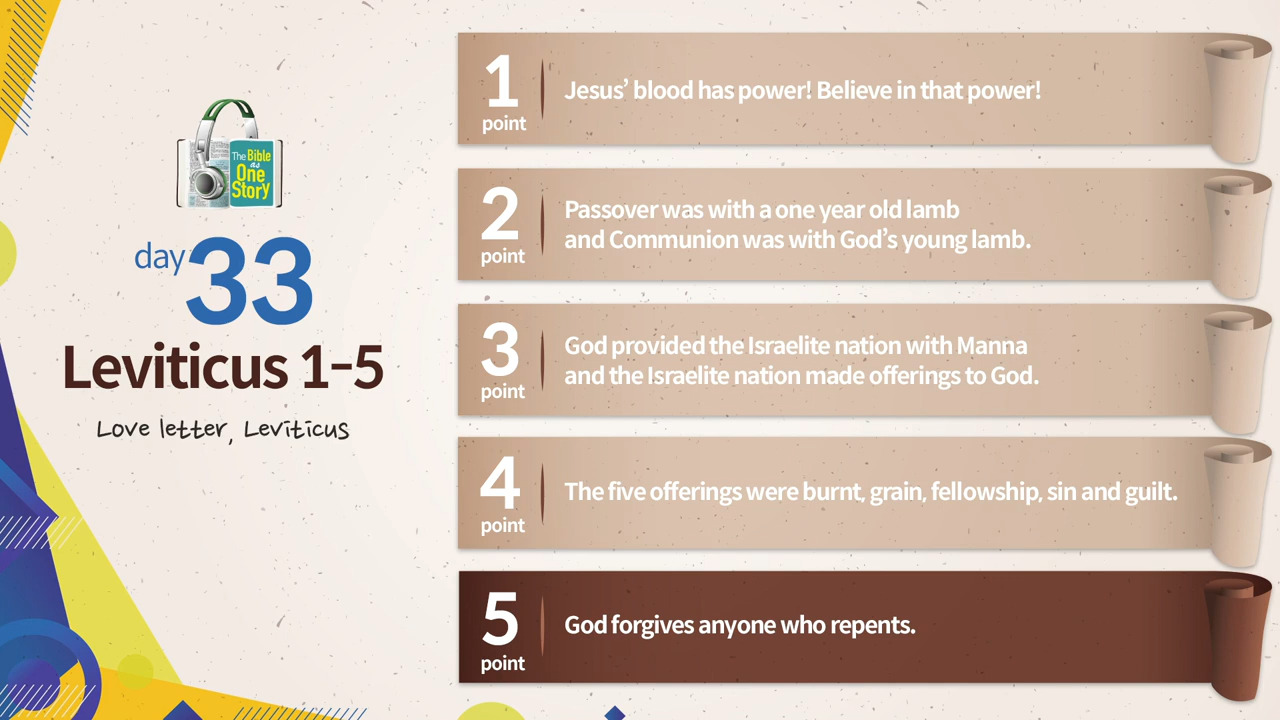 The Bible
as
One
Story
day 33
Leviticus 1-5
Love letter, Leviticus
1
point
Jesus’ blood has power! Believe in that power!
2
point
Passover was with a one year old lamb
and Communion was with God’s young lamb.
3
point
God provided the Israelite nation with Manna
and the Israelite nation made offerings to God.
4
point
The five offerings were burnt, grain, fellowship, sin and guilt.
5
point
God forgives anyone who repents.